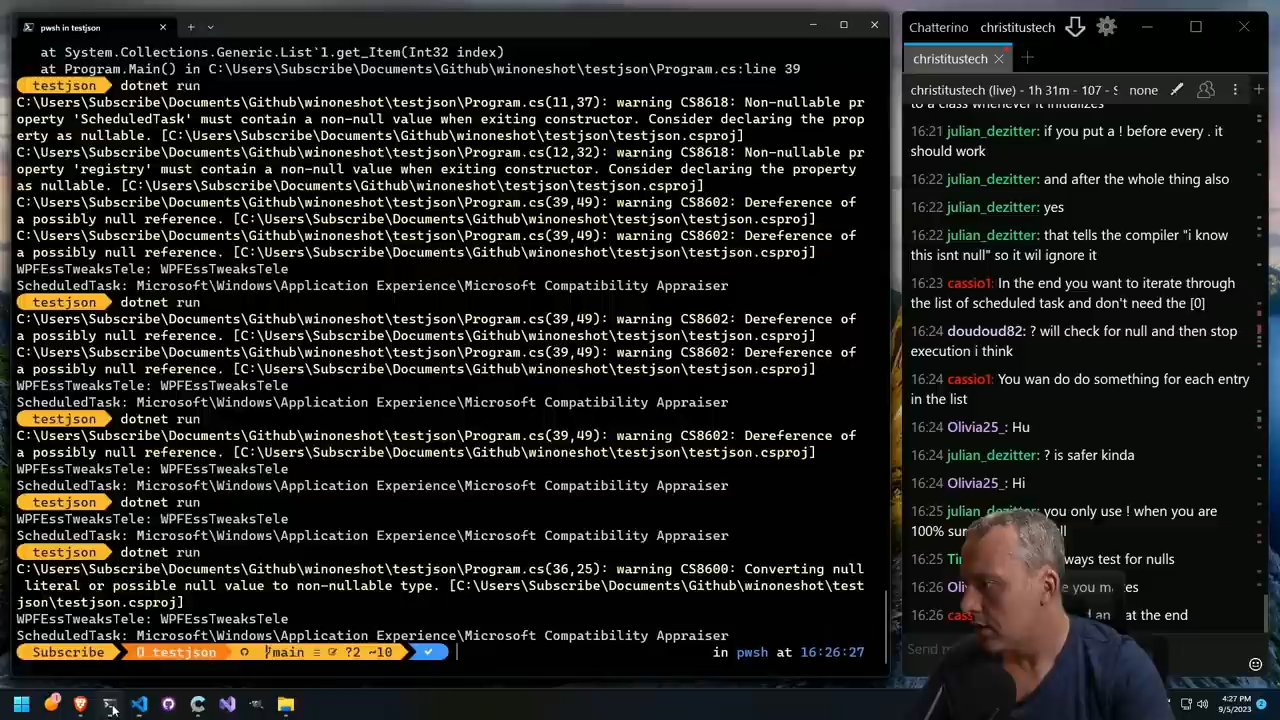 pwsh in testjson
at System.Collections.Generic.List`1.get_Item(Int32 index)
at Program.Main() in C:\Users\Subscribe\Documents\Github\winoneshot\testjson\Program.cs:line 39
testjson dotnet run
C:\Users\Subscribe\Documents\Github\winoneshot\testjson\Program.cs(11,37): warning CS8618: Non-nullable pr
operty 'ScheduledTask' must contain a non-null value when exiting constructor. Consider declaring the prop
erty as nullable. [C:\Users\Subscribe\Documents\Github\winoneshot\testjson\testjson.csproj]
C:\Users\Subscribe\Documents\Github\winoneshot\testjson\Program.cs(12,32): warning CS8618: Non-nullable pr
operty 'registry' must contain a non-null value when exiting constructor. Consider declaring the property
as nullable. [C:\Users\Subscribe\Documents\Github\winoneshot\testjson\testjson.csproj]
C:\Users\Subscribe\Documents\Github\winoneshot\testjson\Program.cs(39,49): warning CS8602: Dereference of
a possibly null reference. [C:\Users\Subscribe\Documents\Github\winoneshot\testjson\testjson.csproj]
C:\Users\Subscribe\Documents\Github\winoneshot\testjson\Program.cs(39,49): warning CS8602: Dereference of
a possibly null reference. [C:\Users\Subscribe\Documents\Github\winoneshot\testjson\testjson.csproj]
WPFEssTweaksTele: WPFEssTweaksTele
ScheduledTask: Microsoft\Windows\Application Experience\Microsoft Compatibility Appraiser
testjson dotnet run
C:\Users\Subscribe\Documents\Github\winoneshot\testjson\Program.cs(39,49): warning CS8602: Dereference of
a possibly null reference. [C:\Users\Subscribe\Documents\Github\winoneshot\testjson\testjson.csproj]
C:\Users\Subscribe\Documents\Github\winoneshot\testjson\Program.cs(39,49): warning CS8602: Dereference of
a possibly null reference. [C:\Users\Subscribe\Documents\Github\winoneshot\testjson\testjson.csproj]
WPFEssTweaksTele: WPFEssTweaksTele
ScheduledTask: Microsoft\Windows\Application Experience\Microsoft Compatibility Appraiser
testjson dotnet run
C:\Users\Subscribe\Documents\Github\winoneshot\testjson\Program.cs(39,49): warning CS8602: Dereference of
a possibly null reference. [C:\Users\Subscribe\Documents\Github\winoneshot\testjson\testjson.csproj]
WPFEssTweaksTele: WPFEssTweaksTele
ScheduledTask: Microsoft\Windows\Application Experience\Microsoft Compatibility Appraiser
testjson dotnet run
WPFEssTweaksTele: WPFEssTweaksTele
ScheduledTask: Microsoft\Windows\Application Experience\Microsoft Compatibility Appraiser
testjson dotnet run
C:\Users\Subscribe\Documents\Github\winoneshot\testjson\Program.cs(36,25): warning CS8600: Converting null
literal or possible null value to non-nullable type. [C:\Users\Subscribe\Documents\Github\winoneshot\test
json\testjson.csproj]
WPFEssTweaksTele: WPFEssTweaksTele
ScheduledTask: Microsoft\Windows\Application Experience\Microsoft Compatibility Appraiser
Subscribe testjson main ≡ ?2 ~10 in pwsh at 16:26:27
Chatterino christitustech
christitustech
christitustech (live) - 1h 31m - 107 - S none
to a class whenever it initializes
16:21 julian_dezitter: if you put a ! before every . it
should work
16:22 julian_dezitter: and after the whole thing also
16:22 julian_dezitter: yes
16:22 julian_dezitter: that tells the compiler "i know
this isnt null" so it wil ignore it
16:23 cassio1: In the end you want to iterate through
the list of scheduled task and don't need the [0]
16:24 doudoud82: ? will check for null and then stop
execution i think
16:24 cassio1: You wan do do something for each entry
in the list
16:24 Olivia25_: Hu
16:24 julian_dezitter: ? is safer kinda
16:24 Olivia25_: Hi
16:25 julian_dezitter: you only use ! when you are
100%
16:25 test for nulls
16:26 you
16:26 at the end
Send
4:27 PM
9/5/2023